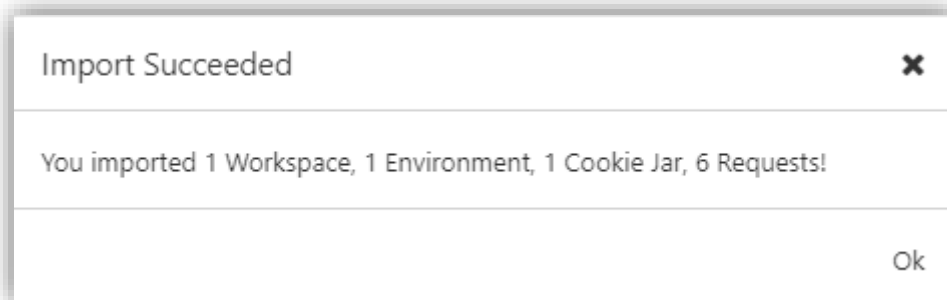 Import Succeeded
You imported 1 Workspace, 1 Environment, 1 Cookie Jar, 6 Requests!
Ok